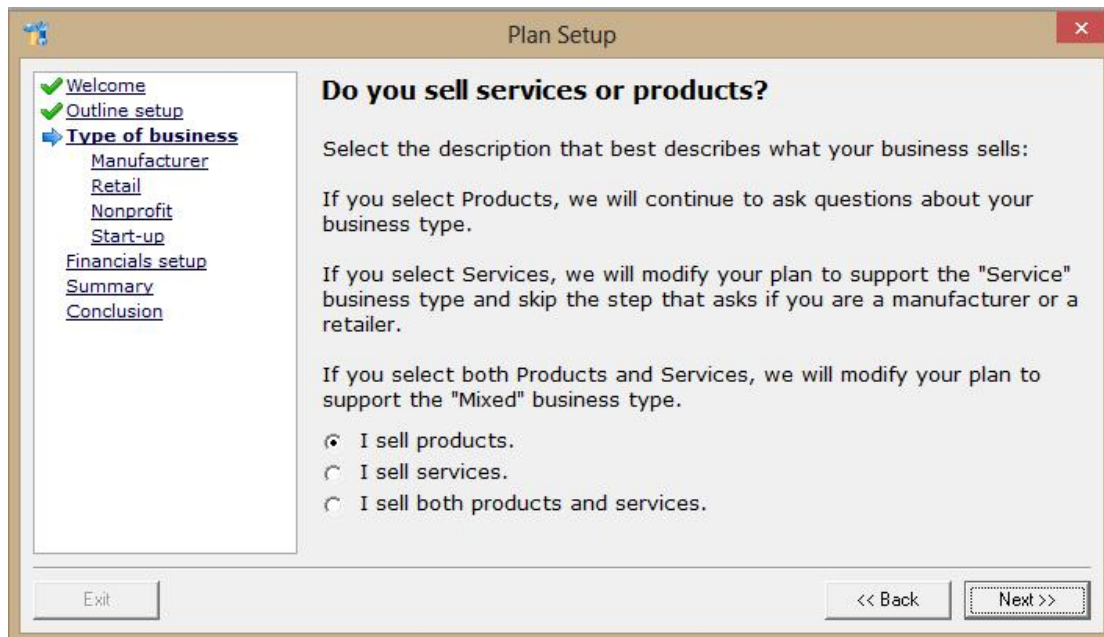 Plan Setup
Welcome
Outline setup
Type of business
Manufacturer
Retail
Nonprofit
Start-up
Financials setup
Summary
Conclusion
Do you sell services or products?
Select the description that best describes what your business sells:
If you select Products, we will continue to ask questions about your
business type.
If you select Services, we will modify your plan to support the "Service"
business type and skip the step that asks if you are a manufacturer or a
retailer.
If you select both Products and Services, we will modify your plan to
support the "Mixed" business type.
I sell products.
I sell services.
I sell both products and services.
Exit
<< Back
Next >>